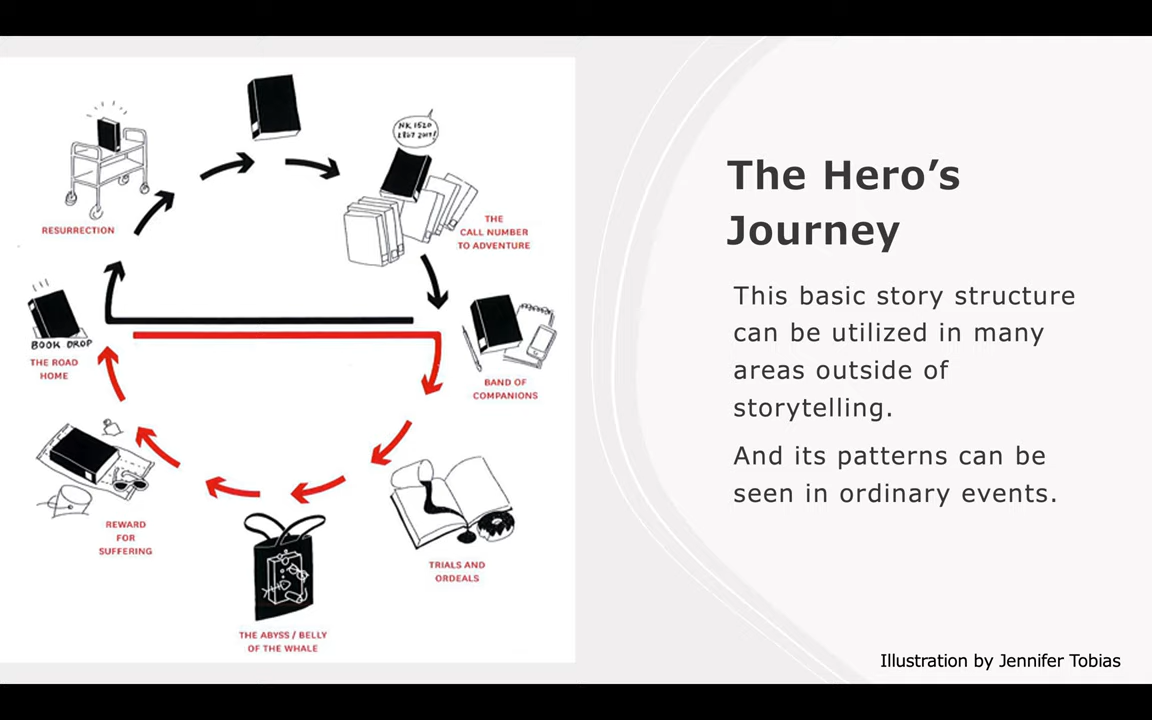 The Hero's
Journey
This basic story structure
can be utilized in many
areas outside of
storytelling.
And its patterns can be
seen in ordinary events.
NK 1520
THE
CALL NUMBER
TO ADVENTURE
BAND OF
COMPANIONS
TRIALS AND
ORDEALS
THE ABYSS / BELLY
OF THE WHALE
REWARD
FOR
SUFFERING
BOOK DROP
THE ROAD
HOME
RESURRECTION
Illustration by Jennifer Tobias